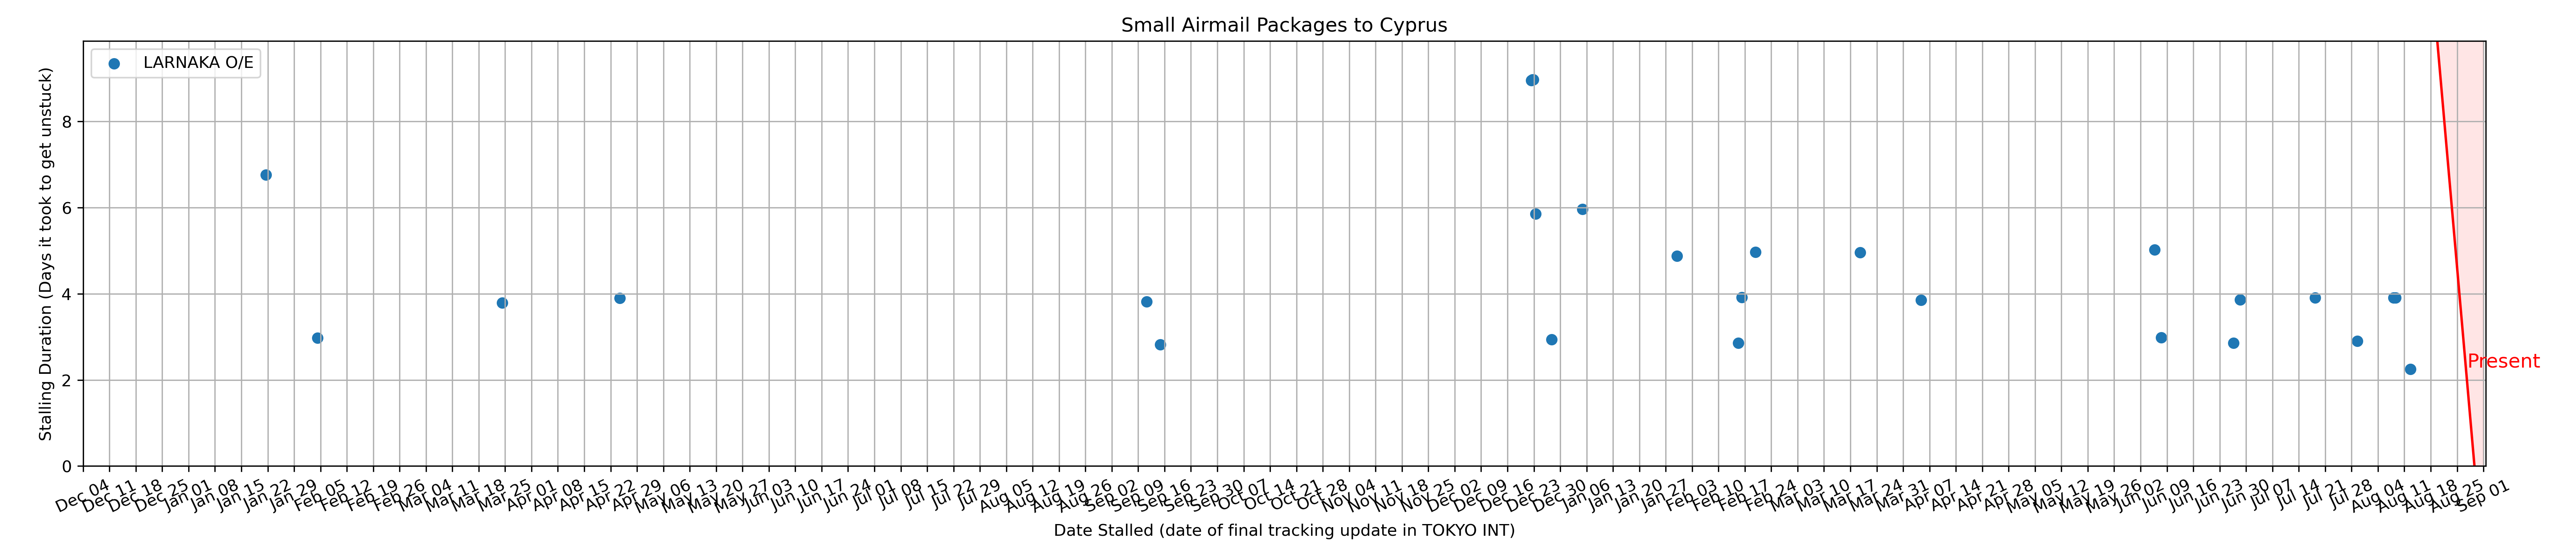 Small Airmail Packages to Cyprus
LARNAKA O/E
Stalling Duration (Days it took to get unstuck)
8
6
4
2
0
Present
Dec 04 Dec 11 Dec 18 Dec 25 Jan 01 Jan 08 Jan 15 Jan 22 Jan 29 Feb 05 Feb 12 Feb 19 Feb 26 Mar 04 Mar 11 Mar 18 Mar 25 Apr 01 Apr 08 Apr 15 Apr 22 Apr 29 May 06 May 13 May 20 May 27 Jun 03 Jun 10 Jun 17 Jun 24 Jul 01 Jul 08 Jul 15 Jul 22 Jul 29 Aug 05 Aug 12 Aug 19 Aug 26 Sep 02 Sep 09 Sep 16 Sep 23 Sep 30 Oct 07 Oct 14 Oct 21 Oct 28 Nov 04 Nov 11 Nov 18 Nov 25 Dec 02 Dec 09 Dec 16 Dec 23 Dec 30 Jan 06 Jan 13 Jan 20 Jan 27 Feb 03 Feb 10 Feb 17 Feb 24 Mar 03 Mar 10 Mar 17 Mar 24 Mar 31 Apr 07 Apr 14 Apr 21 Apr 28 May 05 May 12 May 19 May 26 Jun 02 Jun 09 Jun 16 Jun 23 Jun 30 Jul 07 Jul 14 Jul 21 Jul 28 Aug 04 Aug 11 Aug 18 Aug 25 Sep 01
Date Stalled (date of final tracking update in TOKYO INT)